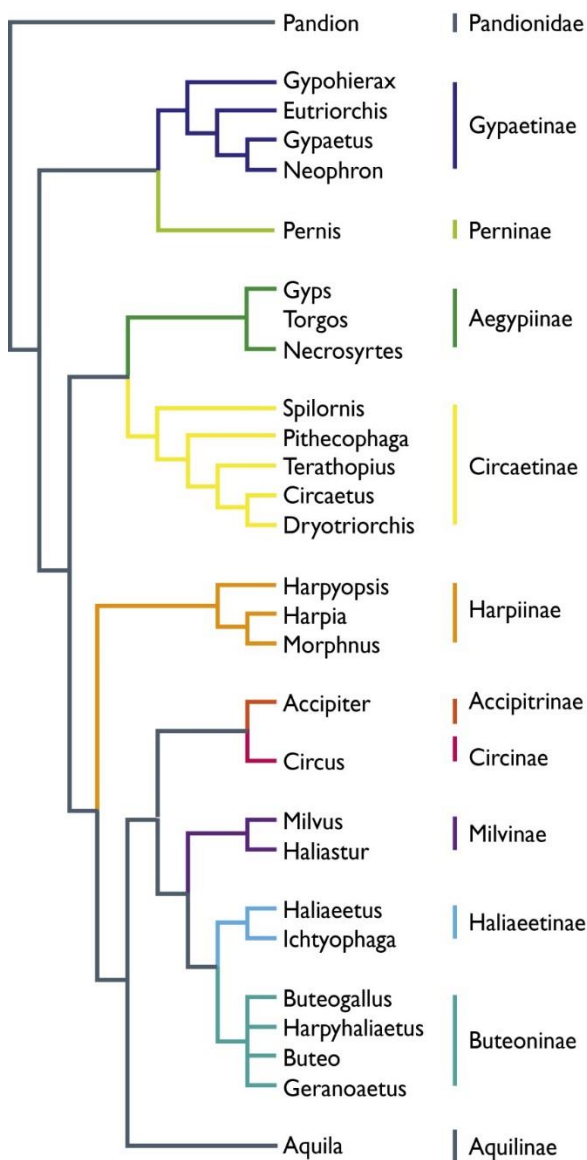 Pandion Pandionidae
Gypohierax
Eutriorchis
Gypaetus
Neophron
Gypaetinae
Pernis Perninae
Gyps
Torgos
Necrosyrtes
Aegypiinae
Spilornis
Pithecophaga
Terathopius
Circaetus
Dryotriorchis
Circaetinae
Harpyopsis
Harpia
Morphnus
Harpiinae
Accipiter Accipitrinae
Circus Circinae
Milvus
Haliastur
Milvinae
Haliaeetus
Ichtyophaga
Haliaeetinae
Buteogallus
Harpyhaliaetus
Buteo
Geranoaetus
Buteoninae
Aquila Aquilinae